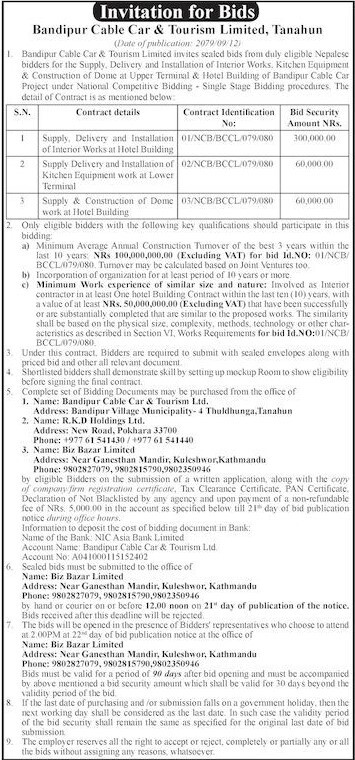 Invitation for Bids
Bandipur Cable Car & Tourism Limited, Tanahun
(Date of publication: 2079/09/12)
1. Bandipur Cable Car & Tourism Limited invites sealed bids from duly eligible Nepalese
bidders for the Supply, Delivery and Installation of Interior Works, Kitchen Equipment
& Construction of Dome at Upper Terminal & Hotel Building of Bandipur Cable Car
Project under National Competitive Bidding - Single Stage Bidding procedures. The
detail of Contract is as mentioned below:
S.N. Contract details Contract Identification No: Bid Security Amount NRs.
1 Supply, Delivery and Installation of Interior Works at Hotel Building 01/NCB/BCCL/079/080 300,000.00
2 Supply Delivery and Installation of Kitchen Equipment work at Lower Terminal 02/NCB/BCCL/079/080 60,000.00
3 Supply & Construction of Dome work at Hotel Building 03/NCB/BCCL/079/080 60,000.00
2. Only eligible bidders with the following key qualifications should participate in this
bidding:
a) Minimum Average Annual Construction Turnover of the best 3 years within the
last 10 years: NRs 100,000,000.00 (Excluding VAT) for bid Id.NO: 01/NCB/
BCCL/079/080. Turnover may be calculated based on Joint Ventures too.
b) Incorporation of organization for at least period of 10 years or more.
c) Minimum Work experience of similar size and nature: Involved as Interior
contractor in at least One hotel Building Contract within last ten (10) years, with
a value of at least NRs. 50,000,000.00 (Excluding VAT) that have been successfully
or are substantially completed that are similar to the proposed works. The similarity
shall be based on the physical size, complexity, methods, technology or other char-
acteristics as described in Section VI, Works Requirements for bid Id.NO:01/NCB/
BCCL/079/080.
3. Under this contract, Bidders are required to submit with sealed envelopes along with
priced bid and other all relevant document.
4. Shortlisted bidders shall demonstrate skill by setting up mockup Room to show eligibility
before signing the final contract.
5. Complete set of Bidding Documents may be purchased from the office of
1. Name: Bandipur Cable Car & Tourism Ltd.
Address: Bandipur Village Municipality- 4 Thuldhunga,Tanahun
2. Name: R.K.D Holdings Ltd.
Address: New Road, Pokhara 33700
Phone: +977 61 541430 / +977 61 541440
3. Name: Biz Bazar Limited
Address: Near Ganesthan Mandir, Kuleshwor,Kathmandu
Phone: 9802827079, 9802815790,9802350946
by eligible Bidders on the submission of a written application, along with the copy
of company/firm registration certificate, Tax Clearance Certificate, PAN Certificate,
Declaration of Not Blacklisted by any agency and upon payment of a non-refundable
fee of NRs. 5,000.00 in the account as specified below till 21th day of bid publication
notice during office hours.
Information to deposit the cost of bidding document in Bank:
Name of the Bank: NIC Asia Bank Limited
Account Name: Bandipur Cable Car & Tourism Ltd.
Account No: A041000115152402
6. Sealed bids must be submitted to the office of
Name: Biz Bazar Limited
Address: Near Ganesthan Mandir, Kuleshwor, Kathmandu
Phone: 9802827079, 9802815790,9802350946
by hand or courier on or before 12.00 noon on 21st day of publication of the notice.
Bids received after this deadline will be rejected.
7. The bids will be opened in the presence of Bidders' representatives who choose to attend
at 2.00PM at 22nd day of bid publication notice at the office of
Name: Biz Bazar Limited
Address: Near Ganesthan Mandir, Kuleshwor, Kathmandu
Phone: 9802827079, 9802815790,9802350946
Bids must be valid for a period of 90 days after bid opening and must be accompanied
by above mentioned a bid security amount which shall be valid for 30 days beyond the
validity period of the bid.
8. If the last date of purchasing and /or submission falls on a government holiday, then the
next working day shall be considered as the last date. In such case the validity period
of the bid security shall remain the same as specified for the original last date of bid
submission.
9. The employer reserves all the right to accept or reject, completely or partially any or all
the bids without assigning any reasons, whatsoever.